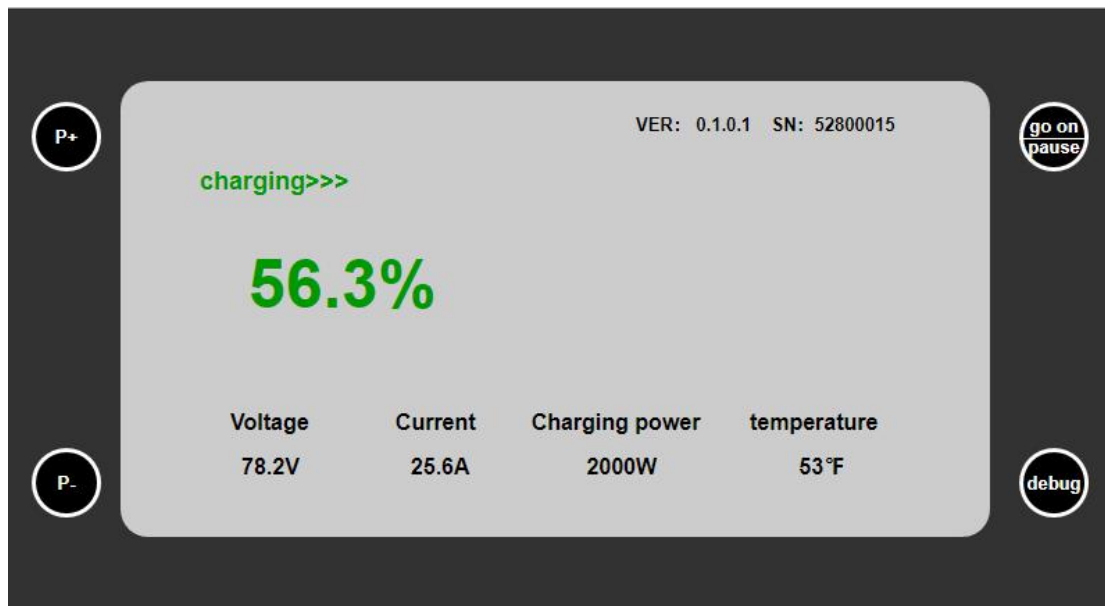 VER: 0.1.0.1 SN: 52800015
P+
go on
pause
charging>>>
56.3%
Voltage Current Charging power temperature
78.2V 25.6A 2000W 53°F
P-
debug